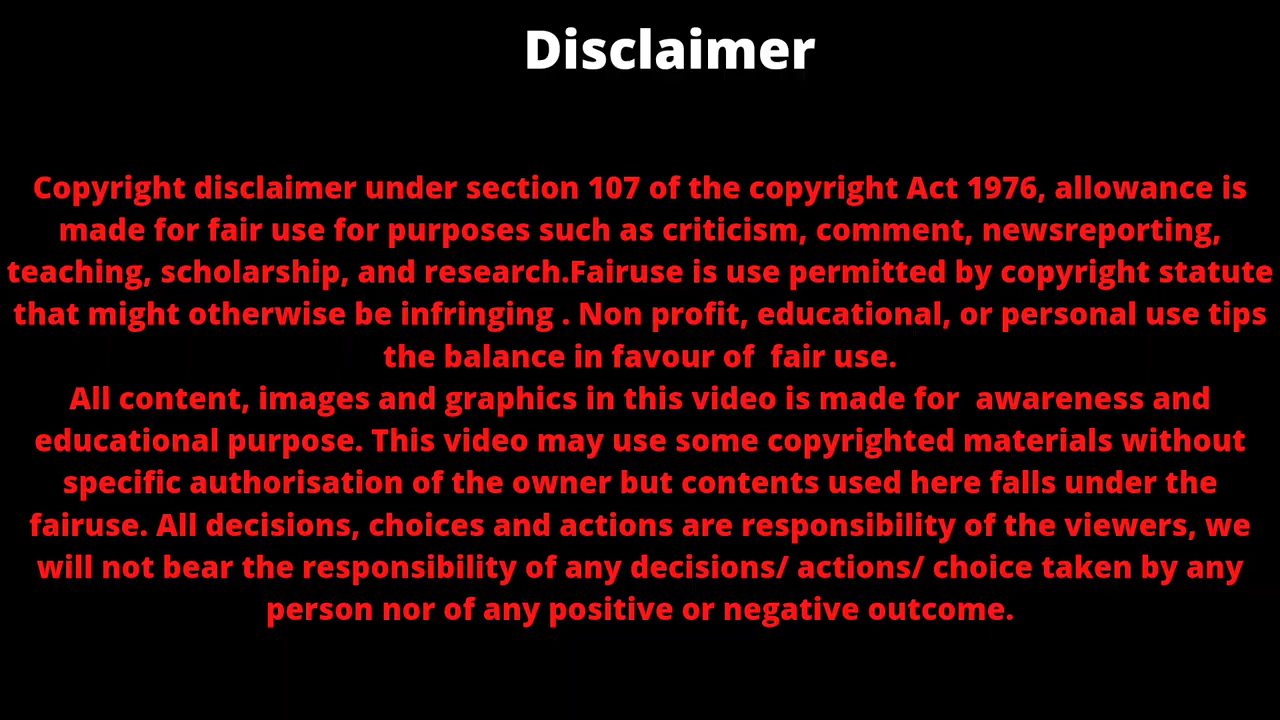 Disclaimer
Copyright disclaimer under section 107 of the copyright Act 1976, allowance is
made for fair use for purposes such as criticism, comment, newsreporting,
teaching, scholarship, and research.Fairuse is use permitted by copyright statute
that might otherwise be infringing . Non profit, educational, or personal use tips
the balance in favour of  fair use.
All content, images and graphics in this video is made for  awareness and
educational purpose. This video may use some copyrighted materials without
specific authorisation of the owner but contents used here falls under the
fairuse. All decisions, choices and actions are responsibility of the viewers, we
will not bear the responsibility of any decisions/ actions/ choice taken by any
person nor of any positive or negative outcome.